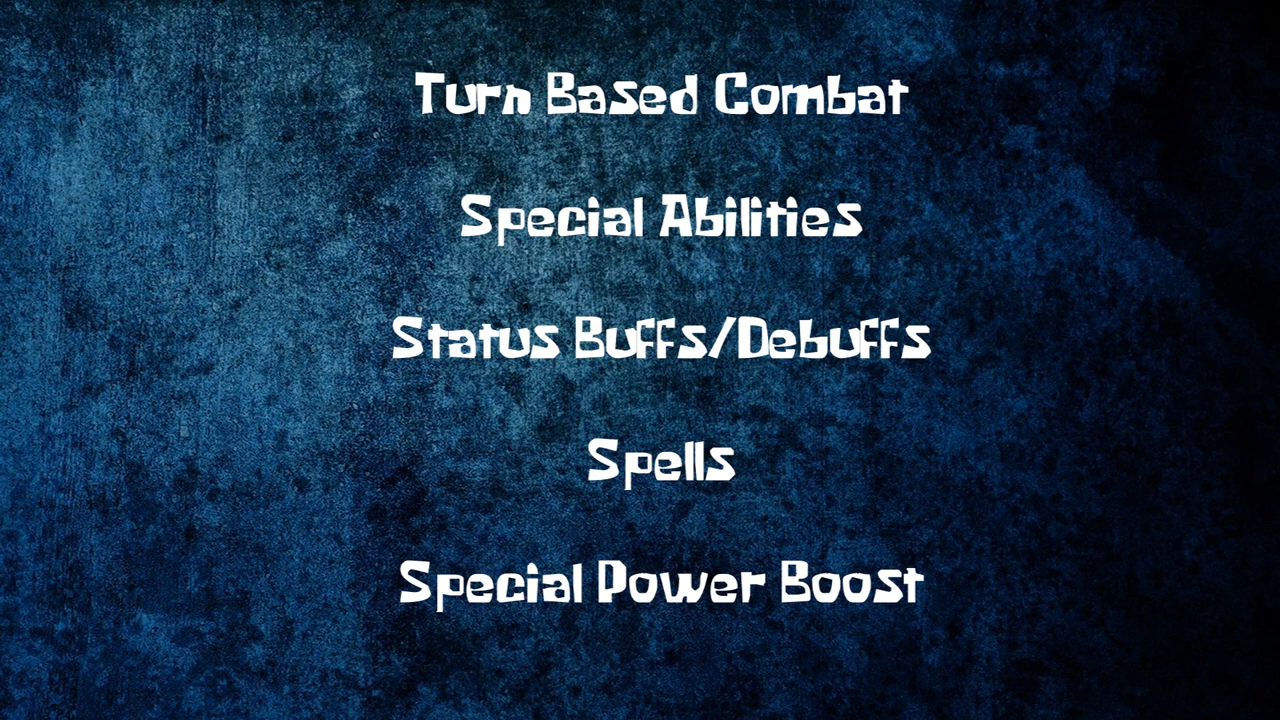 Turn Based Combat
Special Abilities
Status Buffs/Debuffs
Spells
Special Power Boost